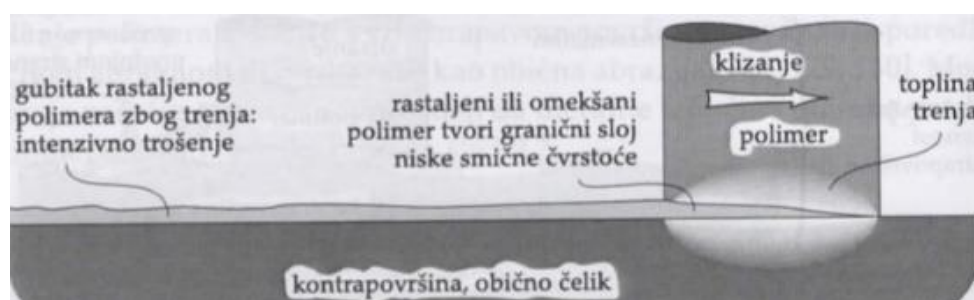 klizanje
gubitak rastaljenog
polimera zbog trenja:
intenzivno trošenje
rastaljeni ili omekšani
polimer tvori granični sloj
niske smične čvrstoće
polimer
toplina
trenja
kontrapovršina, obično čelik